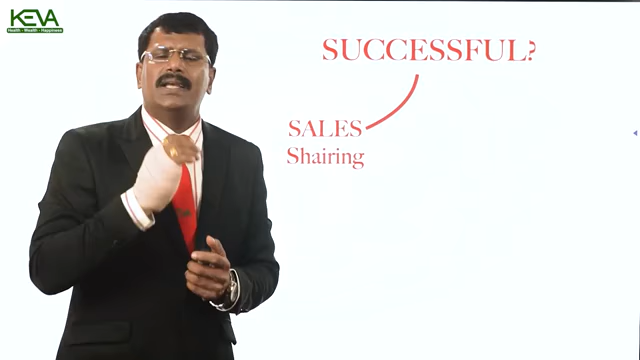 KEVA
Health - Wealth - Happiness
SUCCESSFUL?
SALES
Shairing